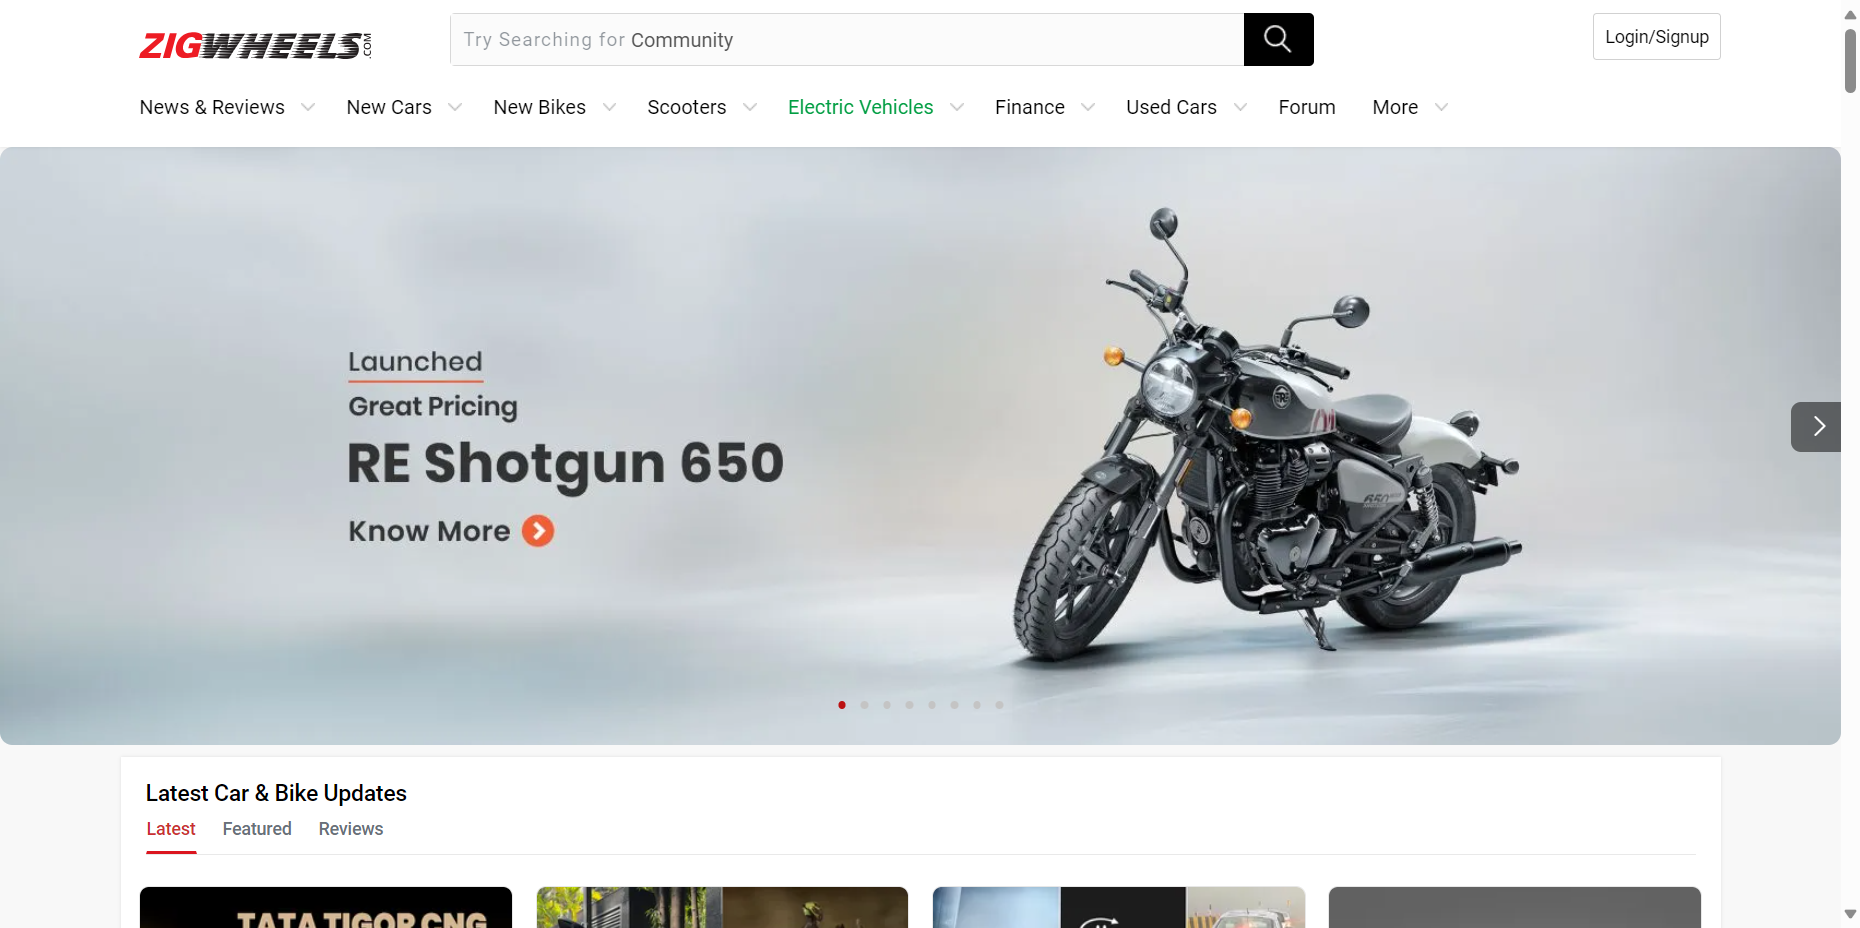 ZIGWHEELS.COM
Try Searching for Community
Login/Signup
News & Reviews
New Cars
New Bikes
Scooters
Electric Vehicles
Finance
Used Cars
Forum
More
Launched
Great Pricing
RE Shotgun 650
Know More
Latest Car & Bike Updates
Latest
Featured
Reviews
TATA TIGOR CNG